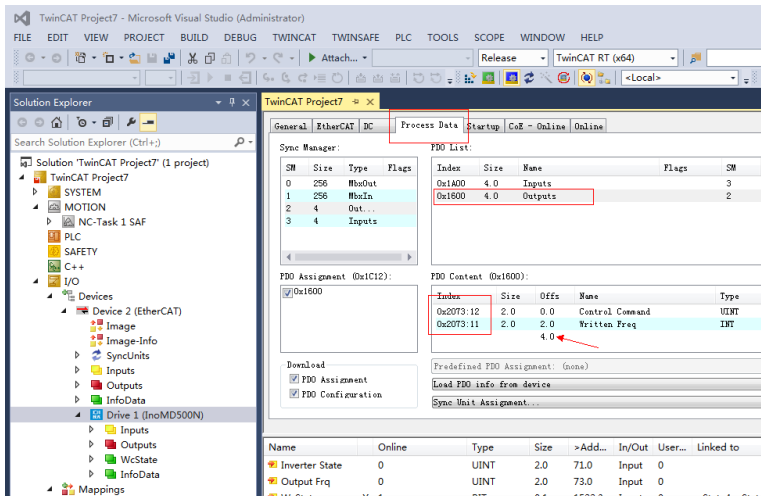 TwinCAT Project7 - Microsoft Visual Studio (Administrator)
FILE EDIT VIEW PROJECT BUILD DEBUG TWINCAT TWINSAFE PLC TOOLS SCOPE WINDOW HELP
Attach... Release TwinCAT RT (x64)
<Local>
Solution Explorer
Search Solution Explorer (Ctrl+;)
Solution 'TwinCAT Project7' (1 project)
TwinCAT Project7
SYSTEM
MOTION
NC-Task 1 SAF
PLC
SAFETY
C++
I/O
Devices
Device 2 (EtherCAT)
Image
Image-Info
SyncUnits
Inputs
Outputs
InfoData
Drive 1 (InoMD500N)
Inputs
Outputs
WcState
InfoData
Mappings
TwinCAT Project7
General EtherCAT DC Process Data Startup CoE - Online Online
Sync Manager:
SM Size Type Flags
0 256 MbxOut
1 256 MbxIn
2 4 Out...
3 4 Inputs
PDO List:
Index Size Name Flags SM
0x1A00 4.0 Inputs 3
0x1600 4.0 Outputs 2
PDO Assignment (0x1C12):
0x1600
PDO Content (0x1600):
Index Size Offs Name Type
0x2073:12 2.0 0.0 Control Command UINT
0x2073:11 2.0 2.0 Written Freq INT
4.0
Download
PDO Assignment
PDO Configuration
Predefined PDO Assignment: (none)
Load PDO info from device
Sync Unit Assignment...
Name Online Type Size >Add... In/Out User... Linked to
Inverter State 0 UINT 2.0 71.0 Input 0
Output Frq 0 UINT 2.0 73.0 Input 0